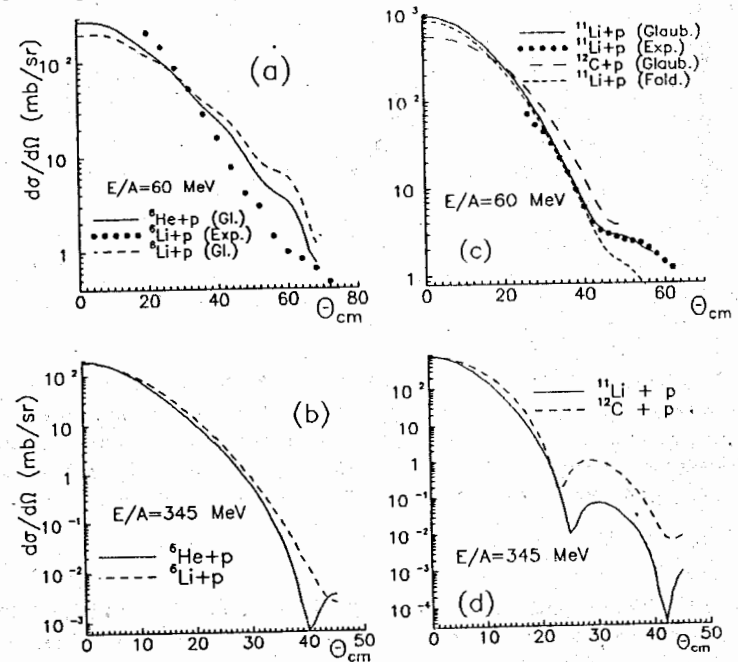 (a)
dσ/dΩ (mb/sr)
10²
10
1
E/A=60 MeV
⁶He+p (Gl.)
⁶Li+p (Exp.)
⁶Li+p (Gl.)
0 20 40 60 80
Θcm
10³
10²
10
1
¹¹Li+p (Glaub.)
¹¹Li+p (Exp.)
¹²C+p (Glaub.)
¹¹Li+p (Fold.)
E/A=60 MeV
(c)
0 20 40 60
Θcm
(b)
dσ/dΩ (mb/sr)
10²
10
1
10⁻¹
10⁻²
10⁻³
E/A=345 MeV
⁶He+p
⁶Li+p
0 10 20 30 40 50
Θcm
10²
10
1
10⁻¹
10⁻²
10⁻³
10⁻⁴
¹¹Li + p
¹²C + p
E/A=345 MeV
(d)
0 10 20 30 40 50
Θcm